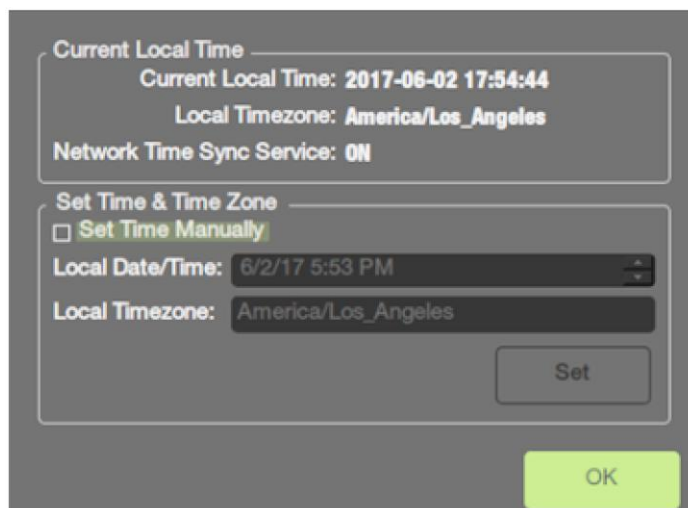 Current Local Time
Current Local Time: 2017-06-02 17:54:44
Local Timezone: America/Los_Angeles
Network Time Sync Service: ON
Set Time & Time Zone
Set Time Manually
Local Date/Time: 6/2/17 5:53 PM
Local Timezone: America/Los_Angeles
Set
OK